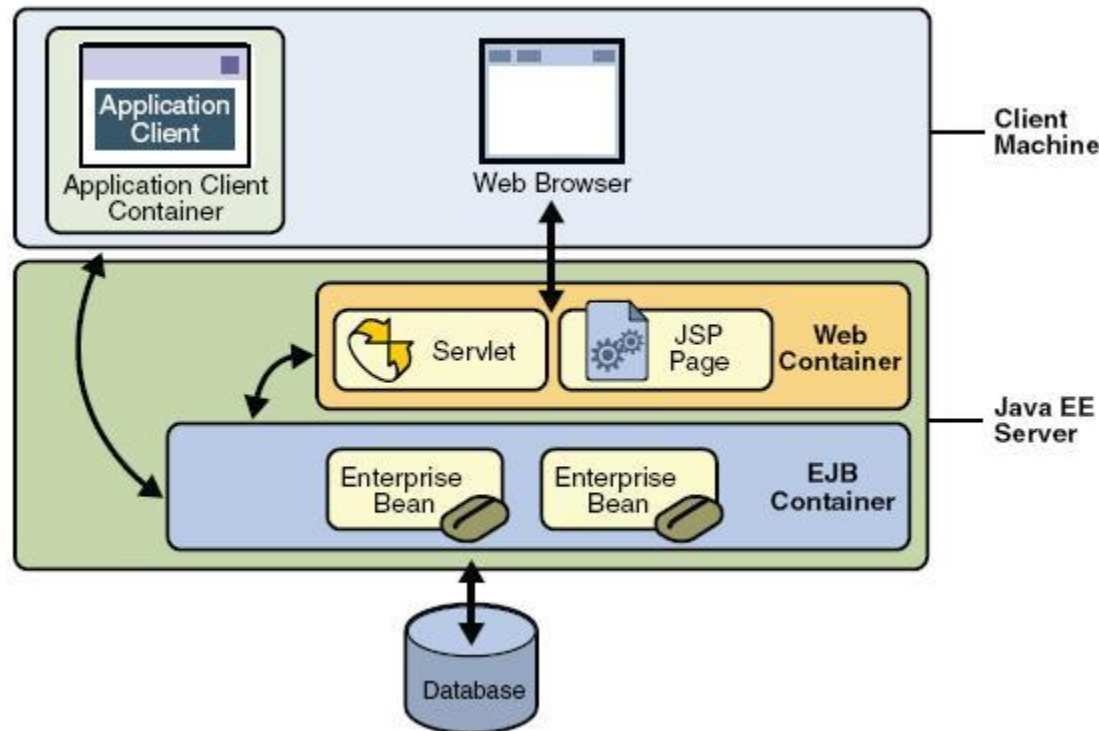 Application
Client
Application Client
Container
Web Browser
Client
Machine
Servlet
JSP
Page
Web
Container
Java EE
Server
Enterprise
Bean
Enterprise
Bean
EJB
Container
Database